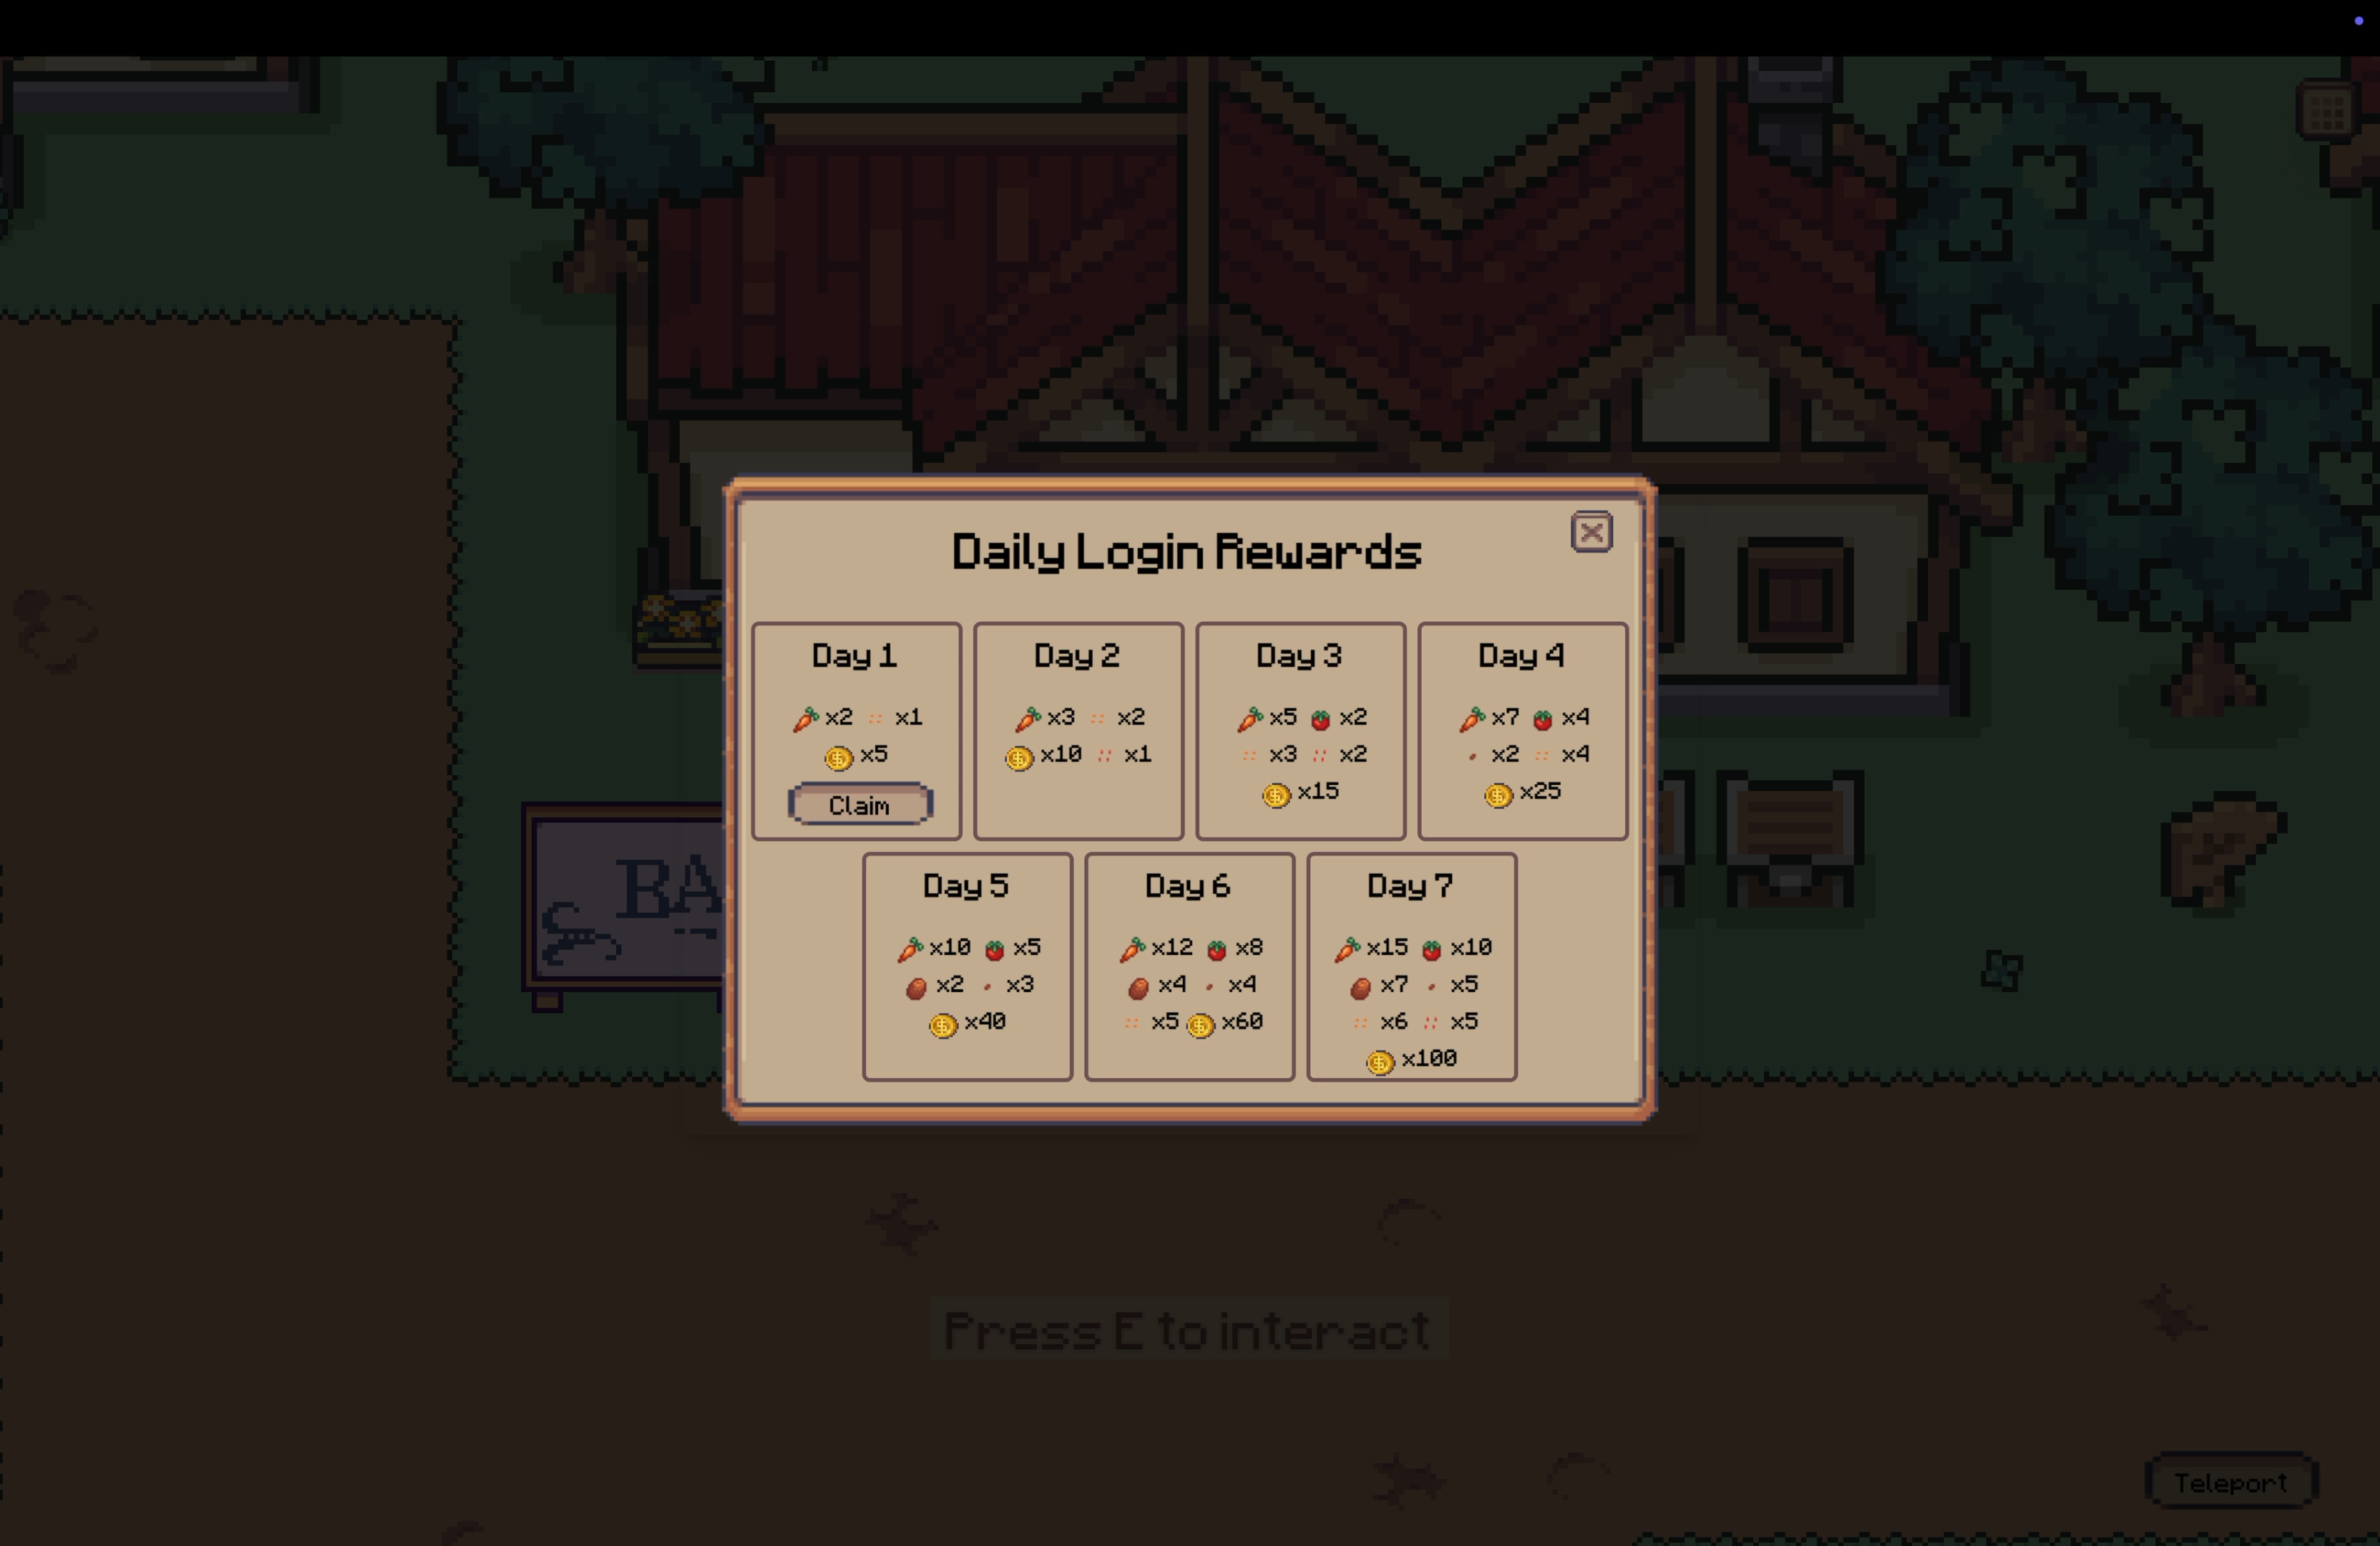 Daily Login Rewards
Day 1
x2 x1
x5
Claim
Day 2
x3 x2
x10 x1
Day 3
x5 x2
x3 x2
x15
Day 4
x7 x4
x2 x4
x25
BA
Day 5
x10 x5
x2 x3
x40
Day 6
x12 x8
x4 x4
x5 x60
Day 7
x15 x10
x7 x5
x6 x5
x100
Press E to interact
Teleport